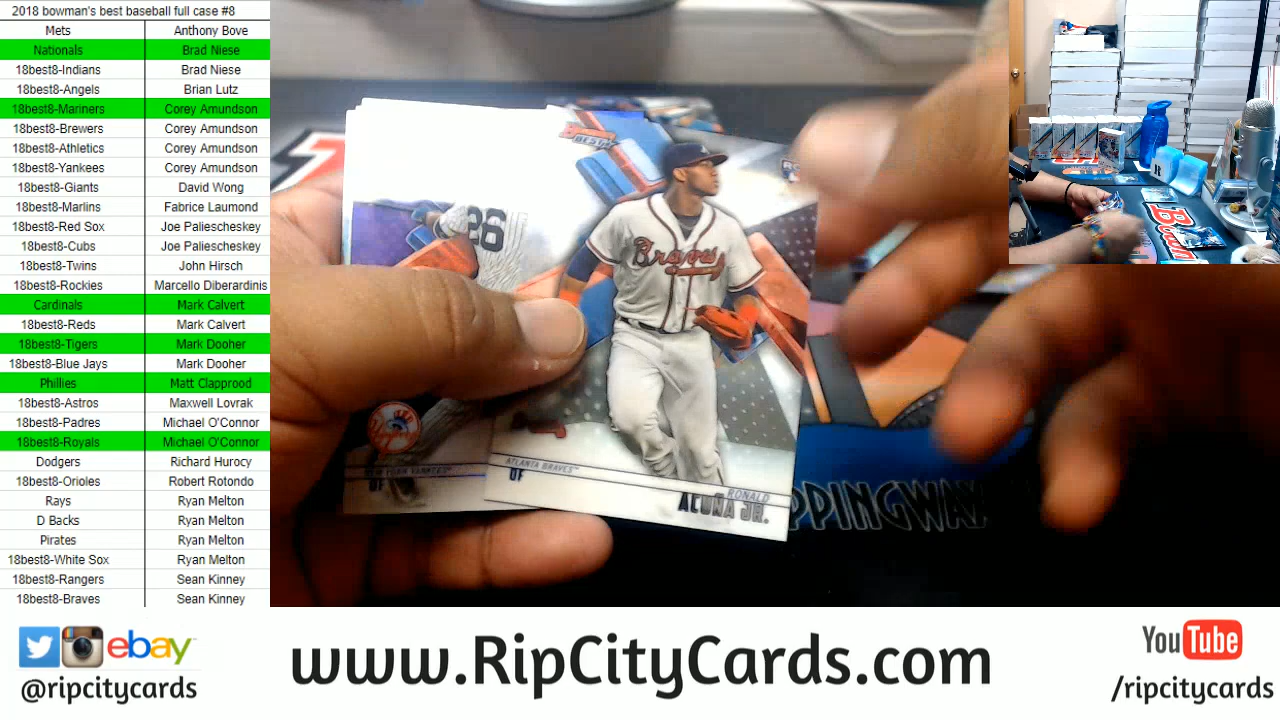 2018 bowman's best baseball full case #8
Mets Anthony Bove
Nationals Brad Niese
18best8-Indians Brad Niese
18best8-Angels Brian Lutz
18best8-Mariners Corey Amundson
18best8-Brewers Corey Amundson
18best8-Athletics Corey Amundson
18best8-Yankees Corey Amundson
18best8-Giants David Wong
18best8-Marlins Fabrice Laumond
18best8-Red Sox Joe Paliescheskey
18best8-Cubs Joe Paliescheskey
18best8-Twins John Hirsch
18best8-Rockies Marcello Diberardinis
Cardinals Mark Calvert
18best8-Reds Mark Calvert
18best8-Tigers Mark Dooher
18best8-Blue Jays Mark Dooher
Phillies Matt Clapprood
18best8-Astros Maxwell Lovrak
18best8-Padres Michael O'Connor
18best8-Royals Michael O'Connor
Dodgers Richard Hurocy
18best8-Orioles Robert Rotondo
Rays Ryan Melton
D Backs Ryan Melton
Pirates Ryan Melton
18best8-White Sox Ryan Melton
18best8-Rangers Sean Kinney
18best8-Braves Sean Kinney
BEST
26
Braves
ATLANTA BRAVES™
OF
RONALD
ACUÑA JR.
NEW YORK YANKEES™
OF
PPINGWAX
ebay
@ripcitycards
www.RipCityCards.com
YouTube
/ripcitycards